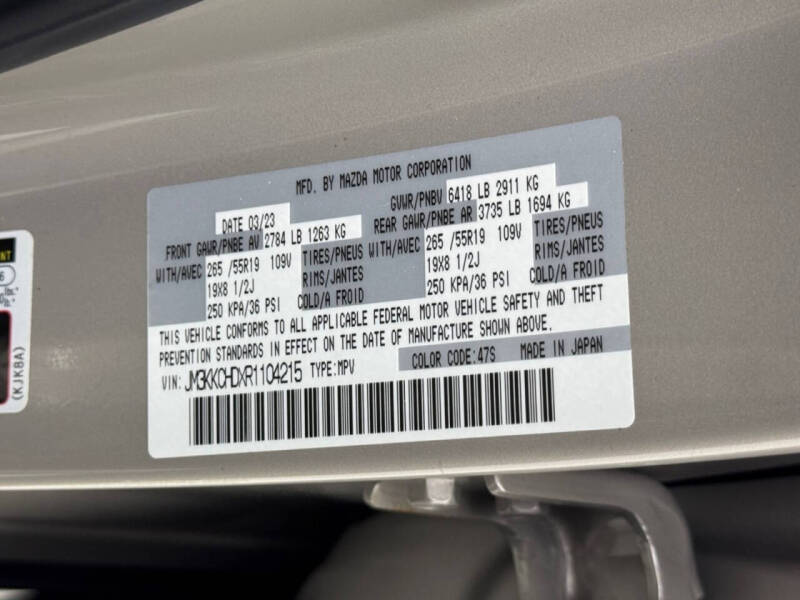 MFD. BY MAZDA MOTOR CORPORATION
DATE 03/23 GVWR/PNBV 6418 LB 2911 KG
FRONT GAWR/PNBE AV 2784 LB 1263 KG REAR GAWR/PNBE AR 3735 LB 1694 KG
WITH/AVEC 265 /55R19 109V TIRES/PNEUS WITH/AVEC 265 /55R19 109V TIRES/PNEUS
19X8 1/2J RIMS/JANTES 19X8 1/2J RIMS/JANTES
250 KPA/36 PSI COLD/A FROID 250 KPA/36 PSI COLD/A FROID
THIS VEHICLE CONFORMS TO ALL APPLICABLE FEDERAL MOTOR VEHICLE SAFETY AND THEFT
PREVENTION STANDARDS IN EFFECT ON THE DATE OF MANUFACTURE SHOWN ABOVE.
COLOR CODE:47S MADE IN JAPAN
VIN: JM3KKCHDXR1104215 TYPE:MPV
(KJK8A)